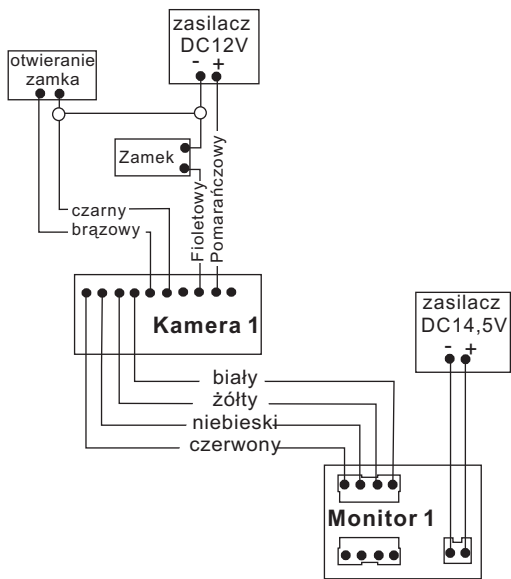 zasilacz
DC12V
- +
otwieranie
zamka
Zamek
Fioletowy
Pomarańczowy
czarny
brązowy
Kamera 1
zasilacz
DC14,5V
- +
biały
żółty
niebieski
czerwony
Monitor 1